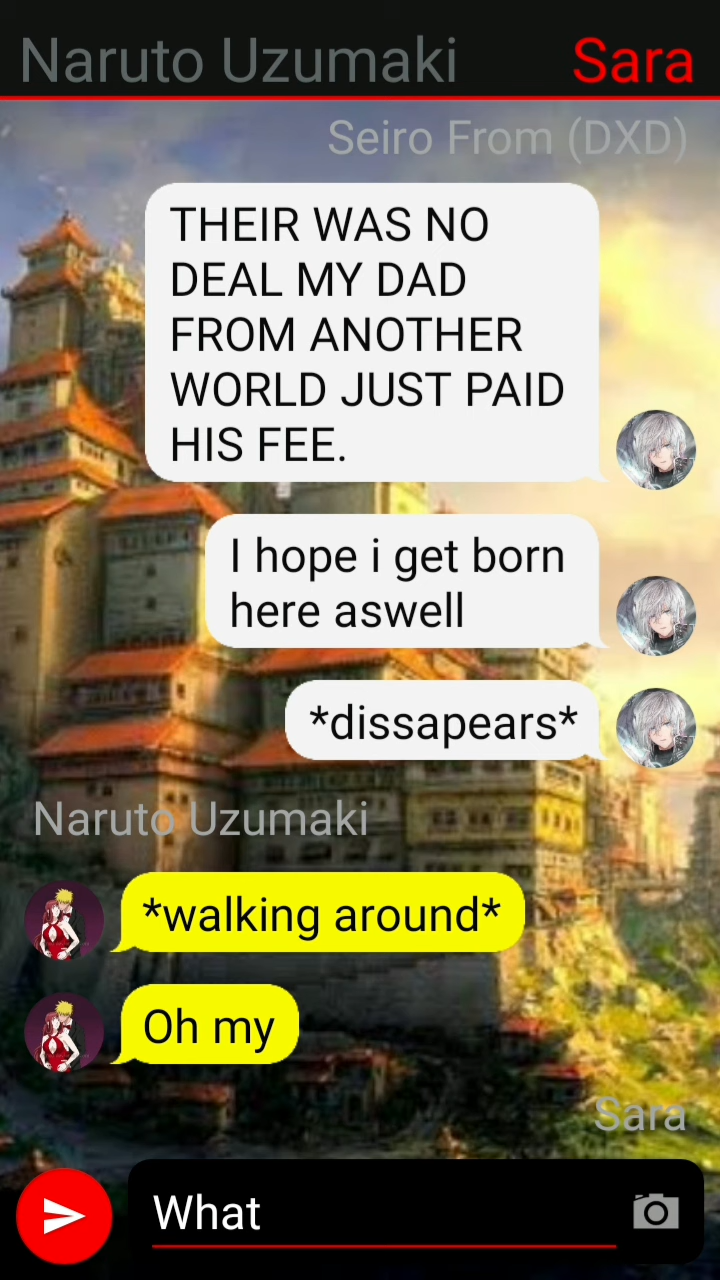 Naruto Uzumaki Sara
Seiro From (DXD)
THEIR WAS NO
DEAL MY DAD
FROM ANOTHER
WORLD JUST PAID
HIS FEE.
I hope i get born
here aswell
*dissapears*
Naruto Uzumaki
*walking around*
Oh my
Sara
What